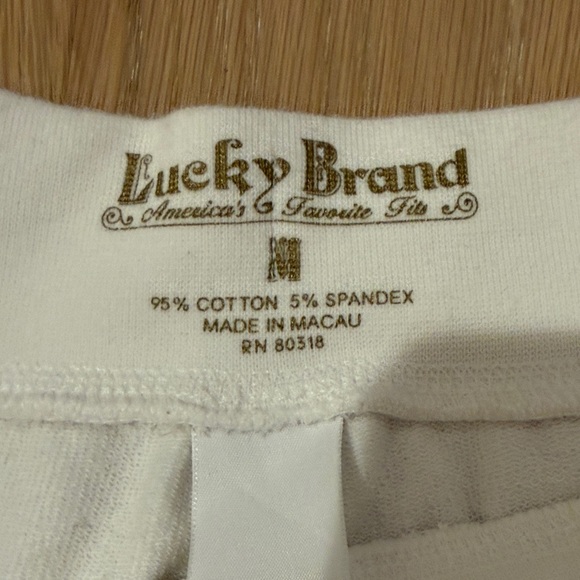 Lucky Brand
America's Favorite Fits
M
95% COTTON 5% SPANDEX
MADE IN MACAU
RN 80318